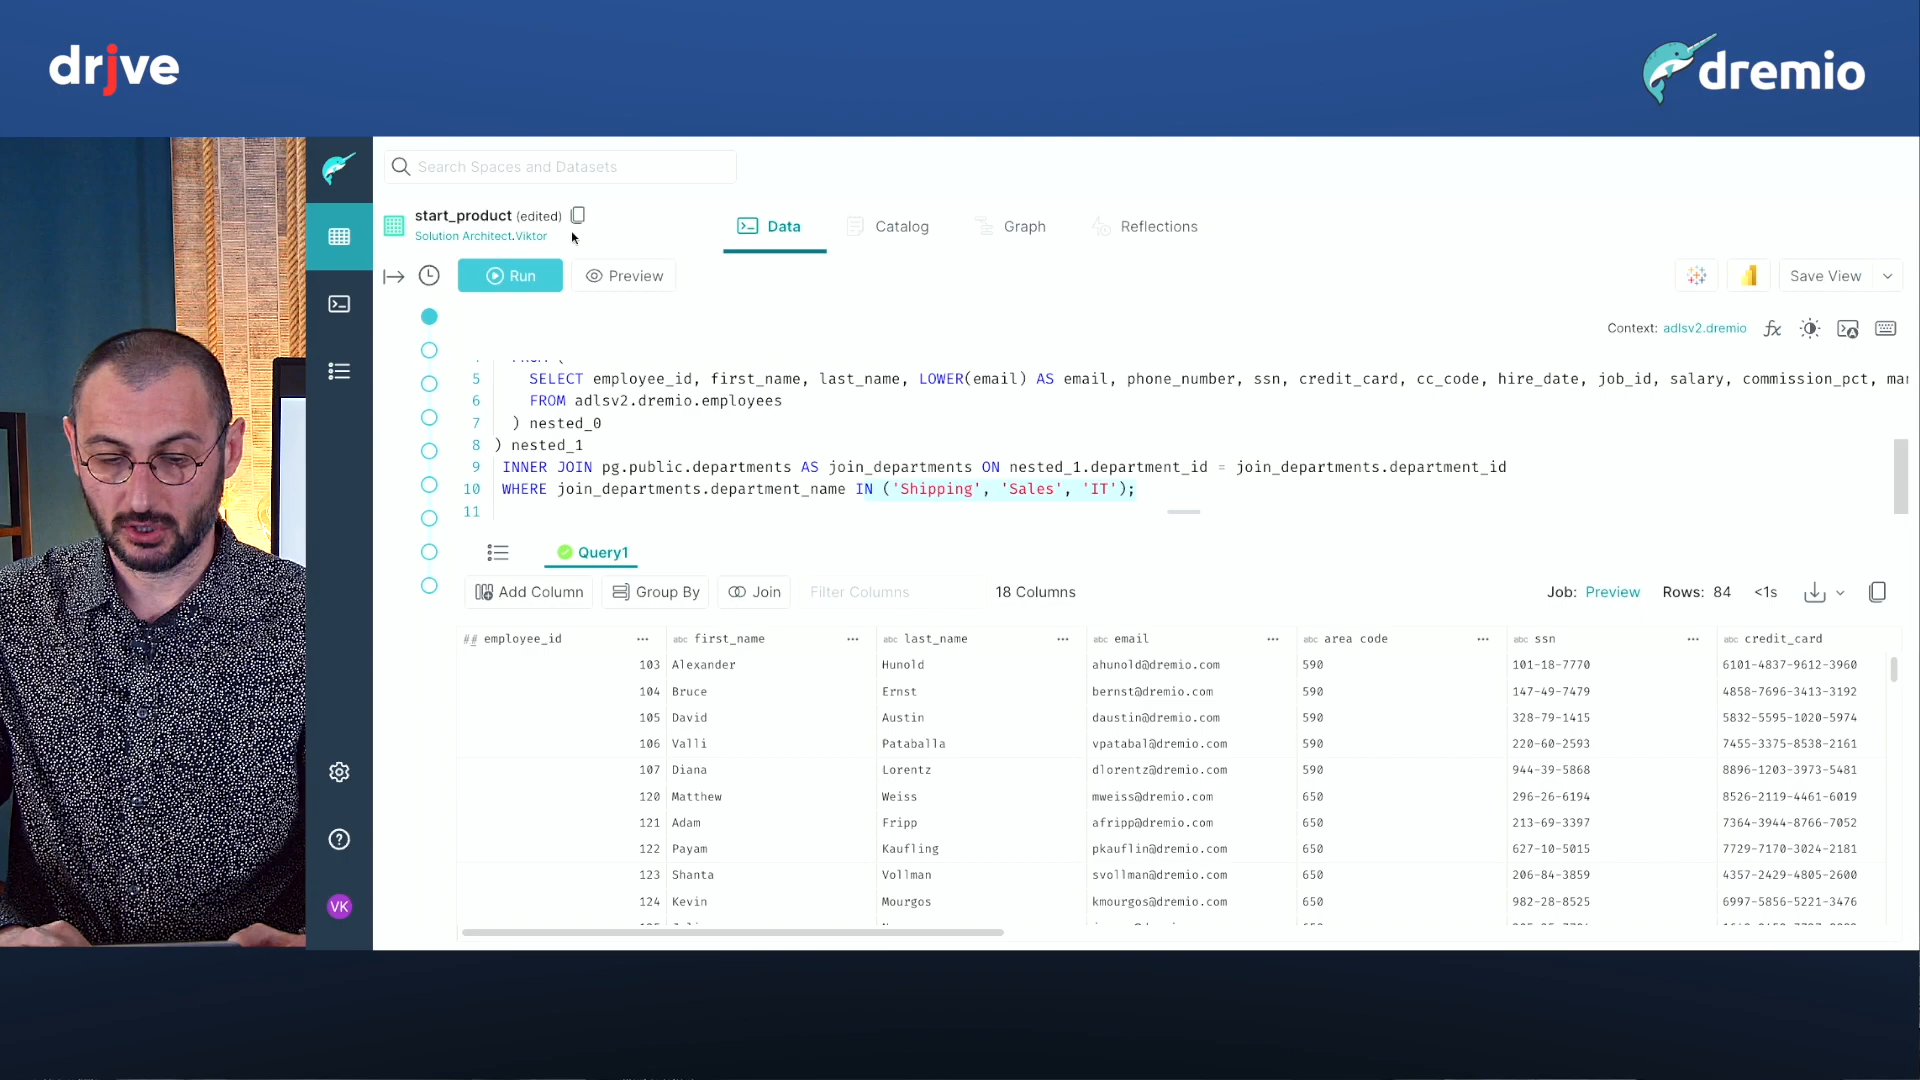 drjve
dremio
Search Spaces and Datasets
start_product (edited)
Solution Architect.Viktor
Data
Catalog
Graph
Reflections
Run
Preview
Save View
Context: adlsv2.dremio
5 SELECT employee_id, first_name, last_name, LOWER(email) AS email, phone_number, ssn, credit_card, cc_code, hire_date, job_id, salary, commission_pct,
6 FROM adlsv2.dremio.employees
7 ) nested_0
8 ) nested_1
9 INNER JOIN pg.public.departments AS join_departments ON nested_1.department_id = join_departments.department_id
10 WHERE join_departments.department_name IN ('Shipping', 'Sales', 'IT');
11
Query1
Add Column
Group By
Join
Filter Columns
18 Columns
Job: Preview Rows: 84 <1s
## employee_id ... abc first_name ... abc last_name ... abc email ... abc area code ... abc ssn ... abc credit_card
103 Alexander Hunold ahunold@dremio.com 590 101-18-7770 6101-4837-9612-3960
104 Bruce Ernst bernst@dremio.com 590 147-49-7479 4858-7696-3413-3192
105 David Austin daustin@dremio.com 590 328-79-1415 5832-5595-1020-5974
106 Valli Pataballa vpatabal@dremio.com 590 220-60-2593 7455-3375-8538-2161
107 Diana Lorentz dlorentz@dremio.com 590 944-39-5868 8896-1203-3973-5481
120 Matthew Weiss mweiss@dremio.com 650 296-26-6194 8526-2119-4461-6019
121 Adam Fripp afripp@dremio.com 650 213-69-3397 7364-3944-8766-7052
122 Payam Kaufling pkauflin@dremio.com 650 627-10-5015 7729-7170-3024-2181
123 Shanta Vollman svollman@dremio.com 650 206-84-3859 4357-2429-4805-2600
124 Kevin Mourgos kmourgos@dremio.com 650 982-28-8525 6997-5856-5221-3476
VK